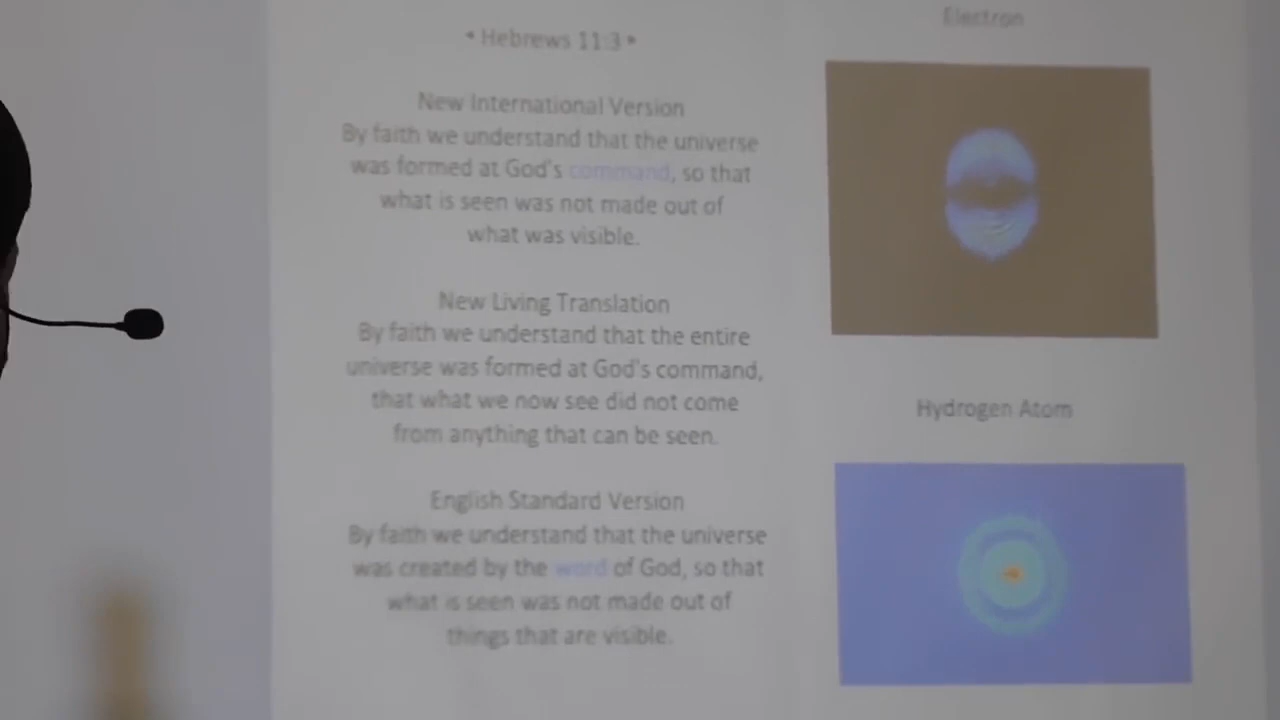 • Hebrews 11:3 •
New International Version
By faith we understand that the universe
was formed at God's command, so that
what is seen was not made out of
what was visible.
New Living Translation
By faith we understand that the entire
universe was formed at God's command,
that what we now see did not come
from anything that can be seen.
English Standard Version
By faith we understand that the universe
was created by the word of God, so that
what is seen was not made out of
things that are visible.
Electron
Hydrogen Atom